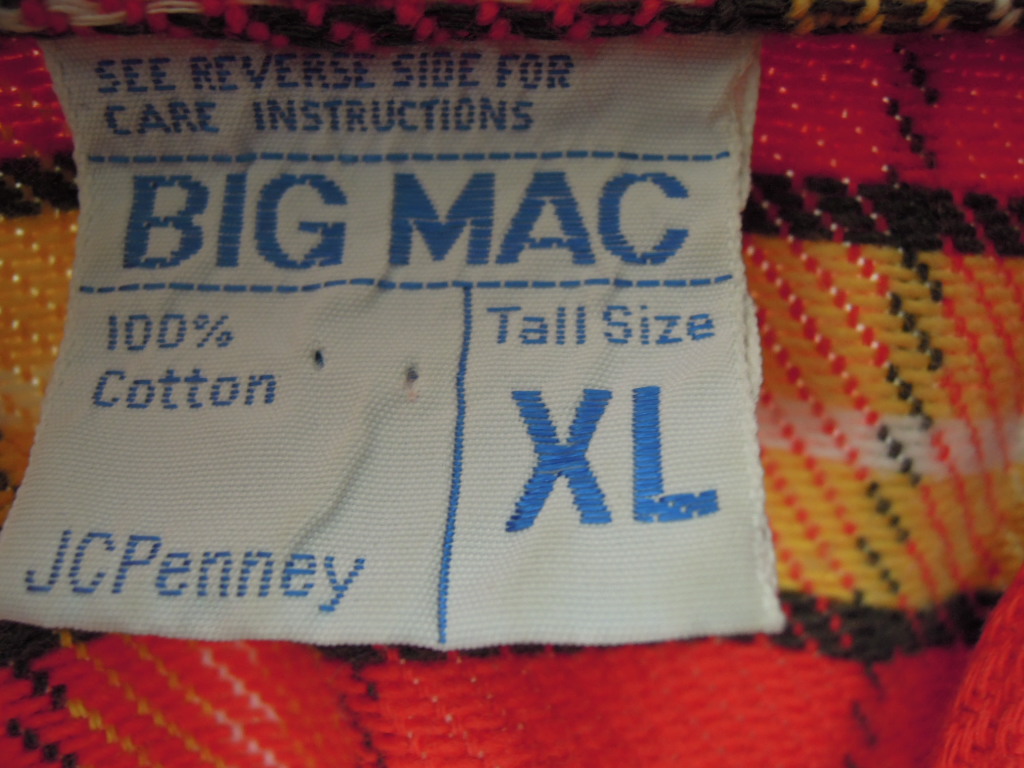 SEE REVERSE SIDE FOR
CARE INSTRUCTIONS
BIG MAC
100%
Cotton
JCPenney
Tall Size
XL